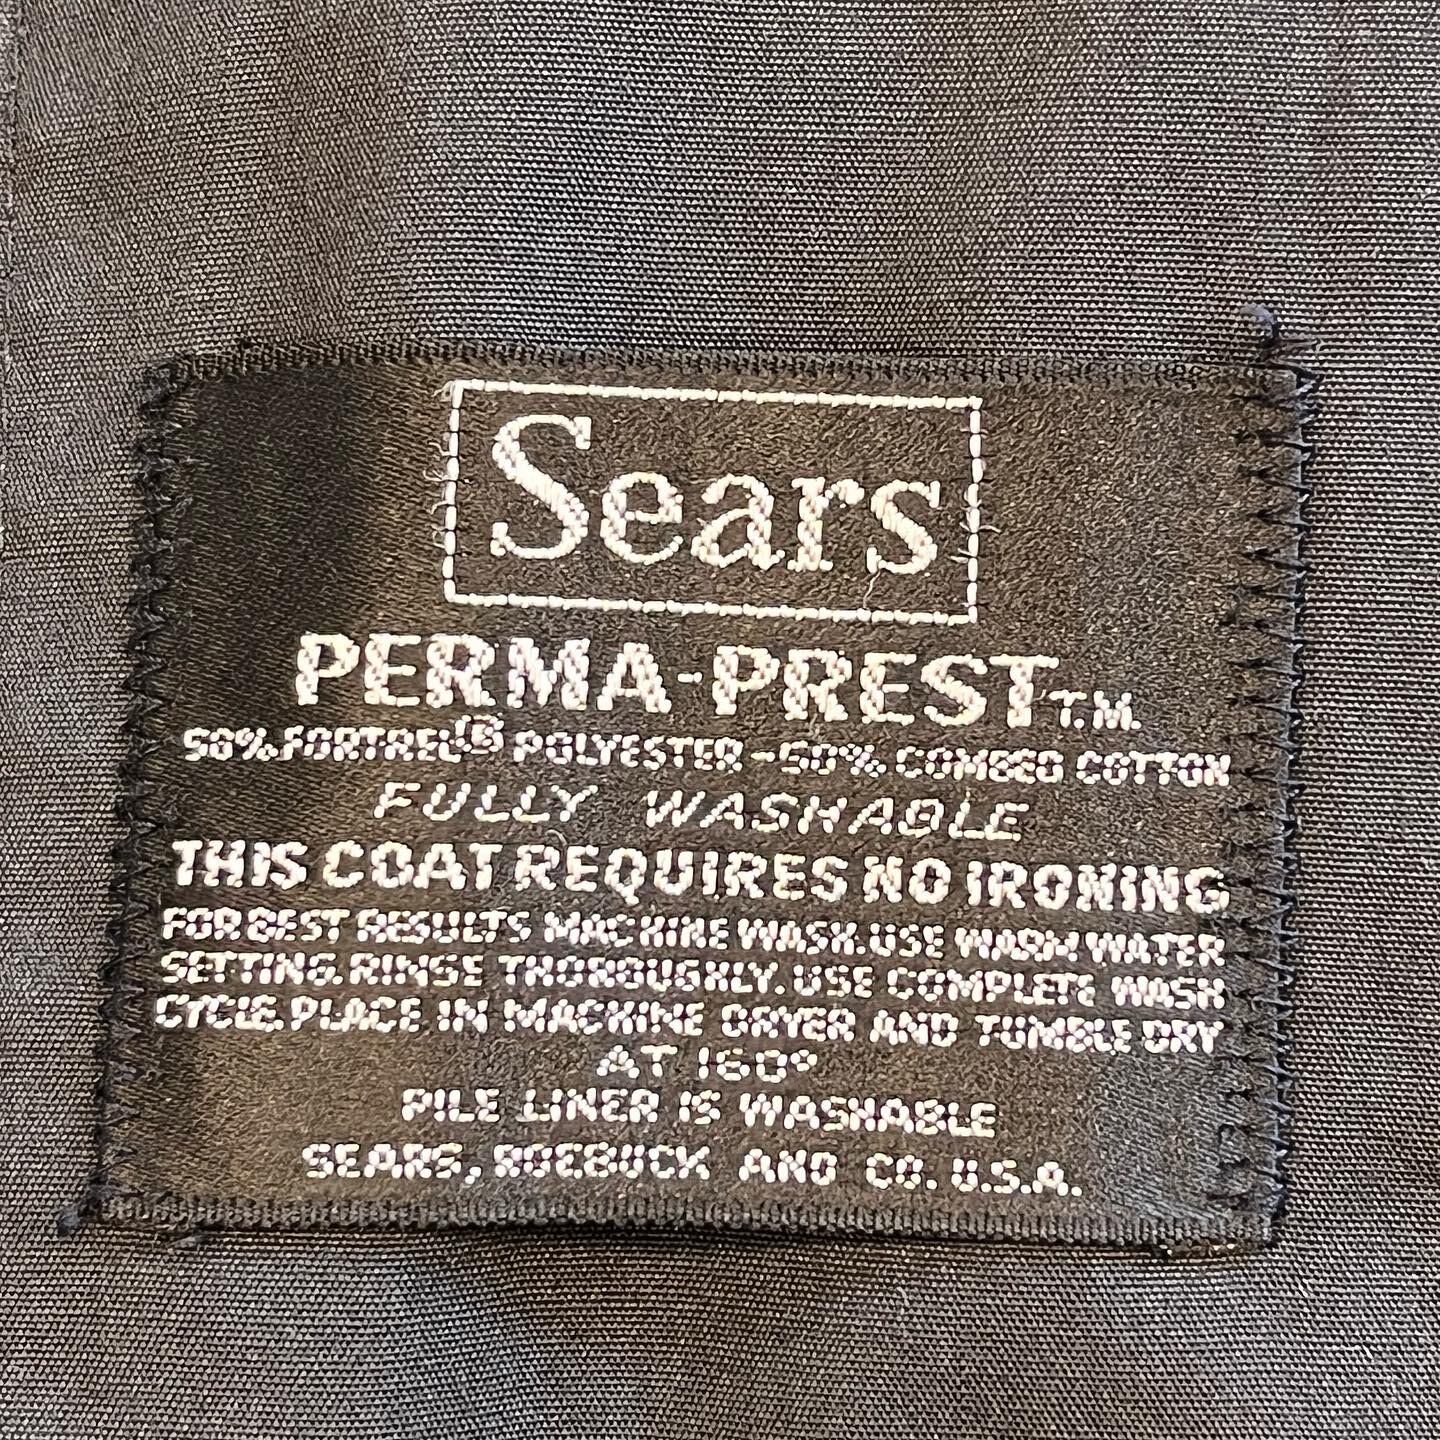 Sears
PERMA-PREST T.M.
50% FORTREL® POLYESTER -50% COMBED COTTON
FULLY WASHABLE
THIS COAT REQUIRES NO IRONING
FOR BEST RESULTS MACHINE WASH. USE WARM WATER
SETTING. RINSE THOROUGHLY. USE COMPLETE WASH
CYCLE. PLACE IN MACHINE DRYER AND TUMBLE DRY
AT 160°
PILE LINER IS WASHABLE
SEARS, ROEBUCK AND CO. U.S.A.